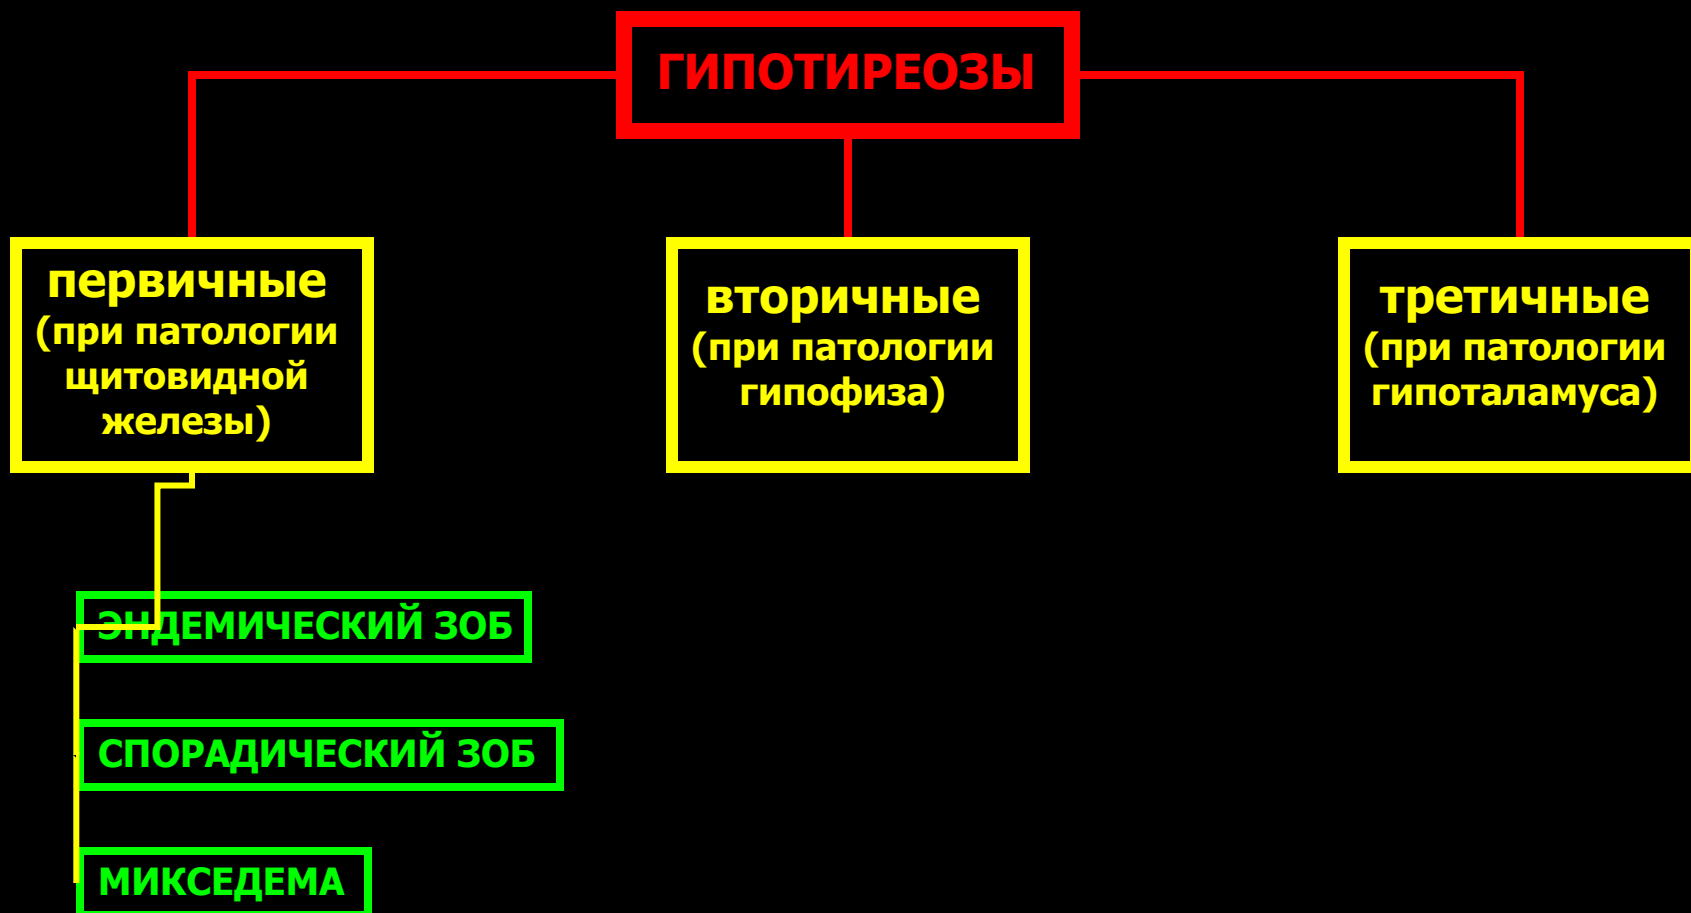 ГИПОТИРЕОЗЫ
первичные
(при патологии
щитовидной
железы)
вторичные
(при патологии
гипофиза)
третичные
(при патологии
гипоталамуса)
ЭНДЕМИЧЕСКИЙ ЗОБ
СПОРАДИЧЕСКИЙ ЗОБ
МИКСЕДЕМА